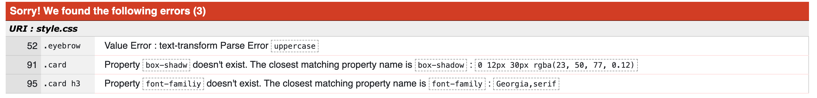 Sorry! We found the following errors (3)
URI : style.css
52 .eyebrow Value Error : text-transform Parse Error uppercase
91 .card Property box-shadw doesn't exist. The closest matching property name is box-shadow : 0 12px 30px rgba(23, 50, 77, 0.12)
95 .card h3 Property font-familiy doesn't exist. The closest matching property name is font-family : Georgia,serif